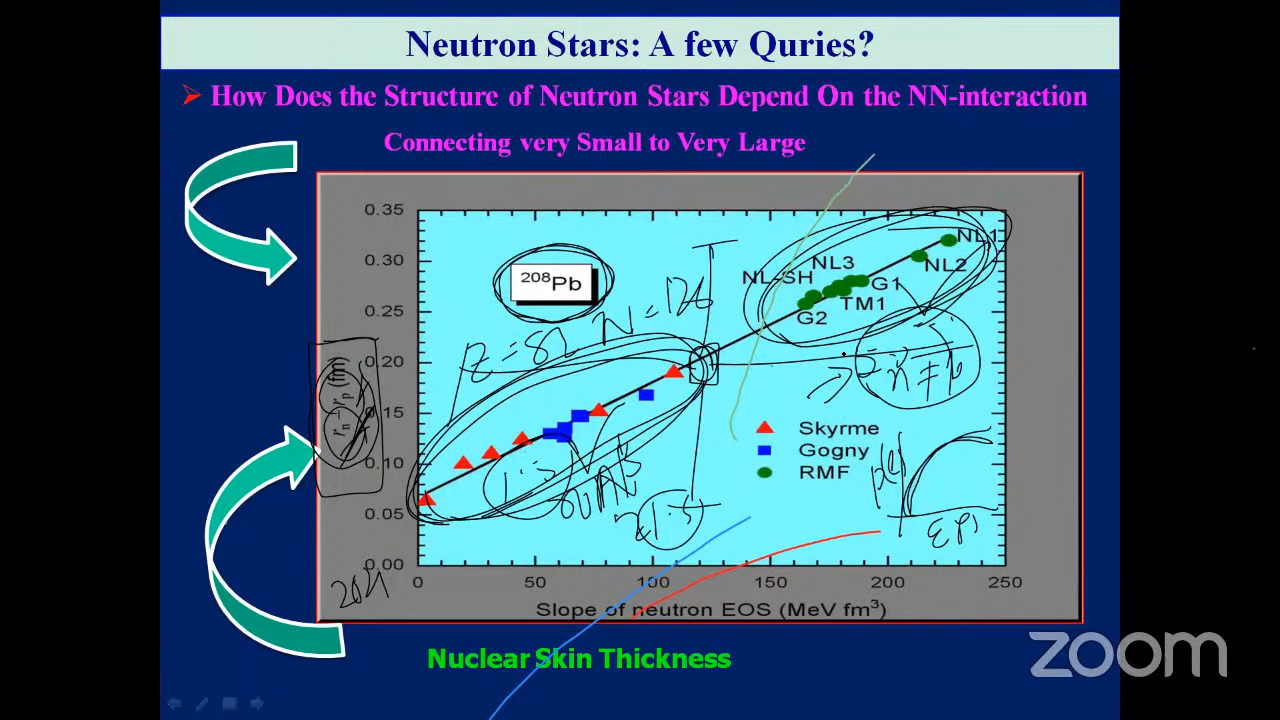 Neutron Stars: A few Quries?
➢ How Does the Structure of Neutron Stars Depend On the NN-interaction
Connecting very Small to Very Large
0.35
0.30
0.25
0.20
0.15
0.10
0.05
0.00
rn - rp (fm)
208Pb
Z = 82 N = 126
NL1
NL2
NL3
NL-SH
G1
TM1
G2
Skyrme
Gogny
RMF
0 50 100 150 200 250
Slope of neutron EOS (MeV fm3)
Nuclear Skin Thickness
zoom